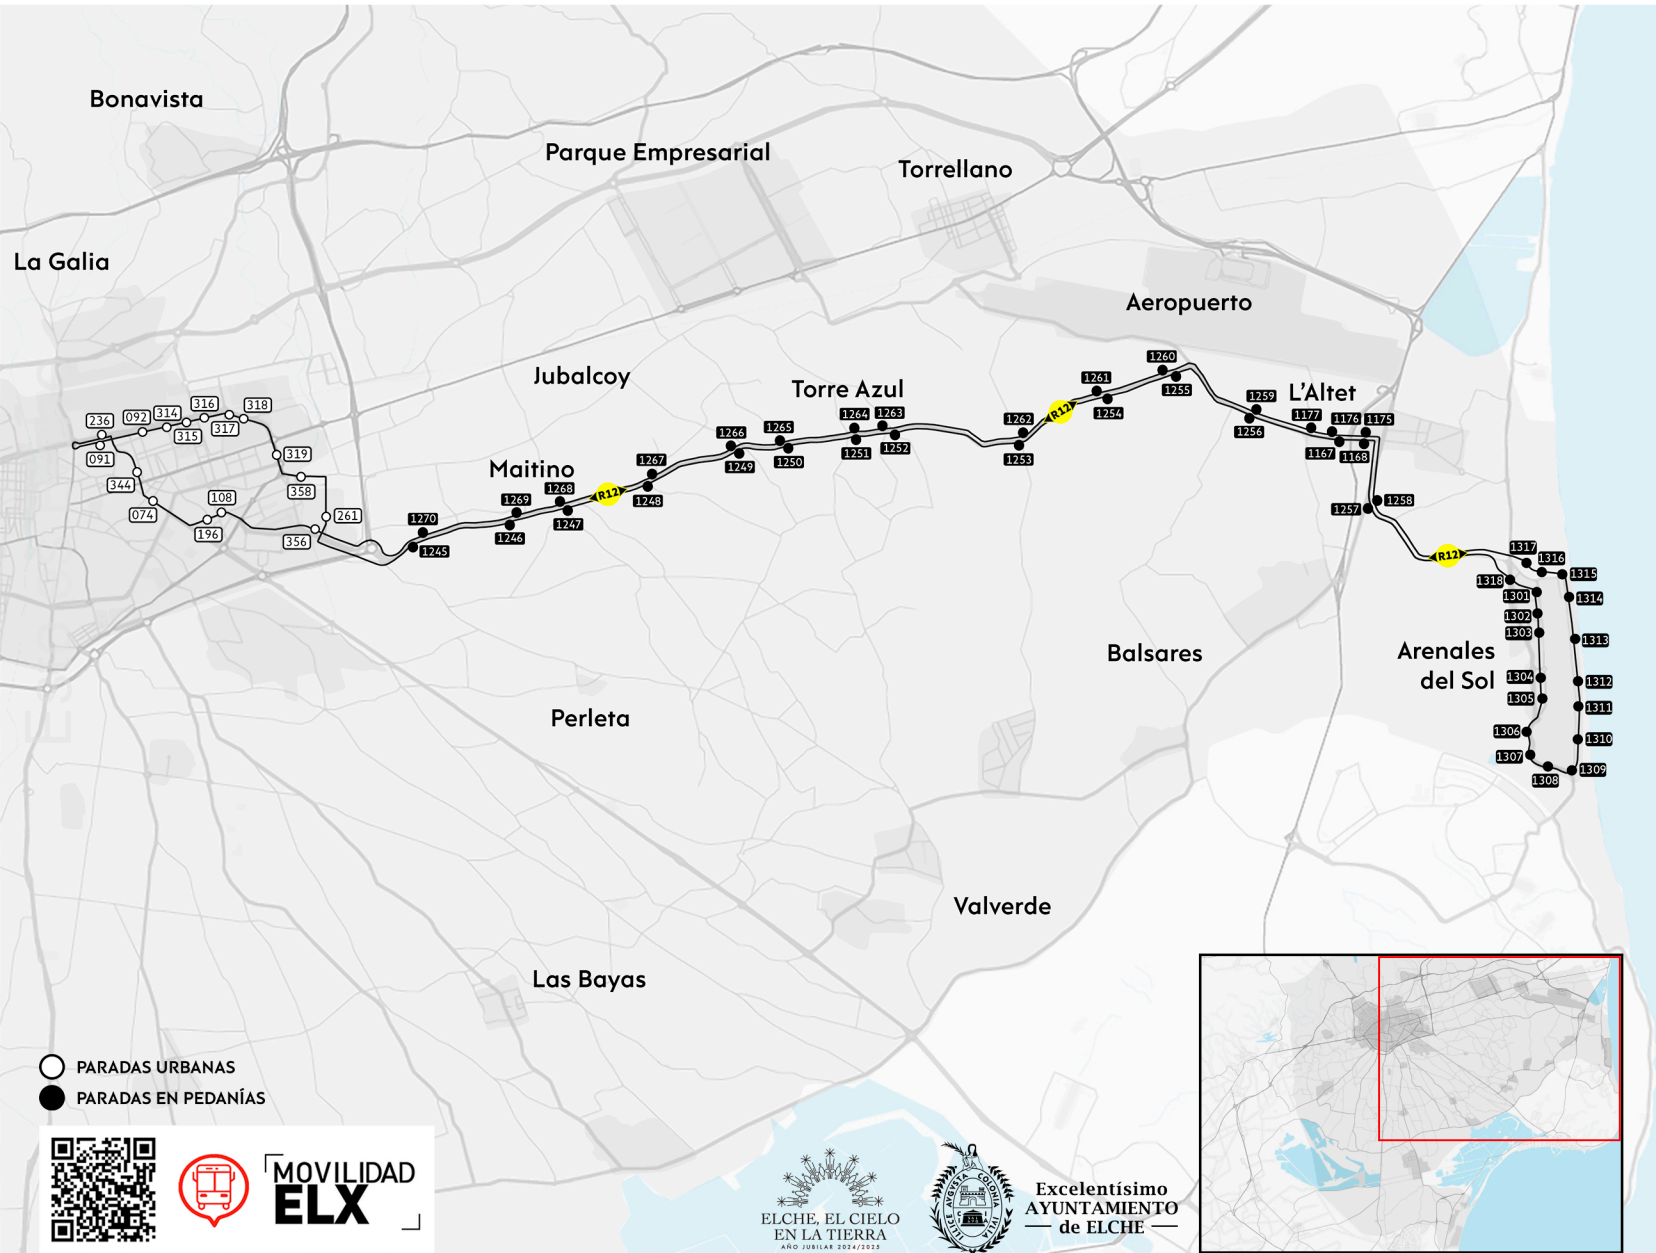 Bonavista
Parque Empresarial
Torrellano
La Galia
Aeropuerto
Jubalcoy
Torre Azul
L'Altet
Maitino
Arenales
del Sol
Balsares
Perleta
Valverde
Las Bayas
236
092
314
316
318
315
317
091
344
319
358
074
108
196
261
356
1270
1245
1269
1246
1268
1247
R12
1267
1248
1266
1249
1265
1250
1264
1263
1251
1252
1262
1253
R12
1261
1254
1260
1255
1259
1256
1177
1176
1175
1167
1168
1258
1257
R12
1317
1316
1315
1318
1301
1314
1302
1303
1313
1304
1312
1305
1311
1306
1310
1307
1309
1308
PARADAS URBANAS
PARADAS EN PEDANÍAS
MOVILIDAD
ELX
ELCHE, EL CIELO
EN LA TIERRA
AÑO JUBILAR 2024/2025
Excelentísimo
AYUNTAMIENTO
de ELCHE